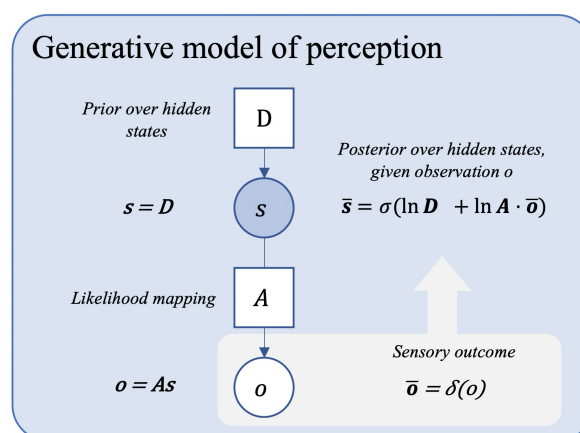 Generative model of perception
Prior over hidden
states
D
Posterior over hidden states,
given observation o
s = D
s
s̅ = σ(ln D + ln A · o̅)
Likelihood mapping
A
Sensory outcome
o = As
o
o̅ = δ(o)